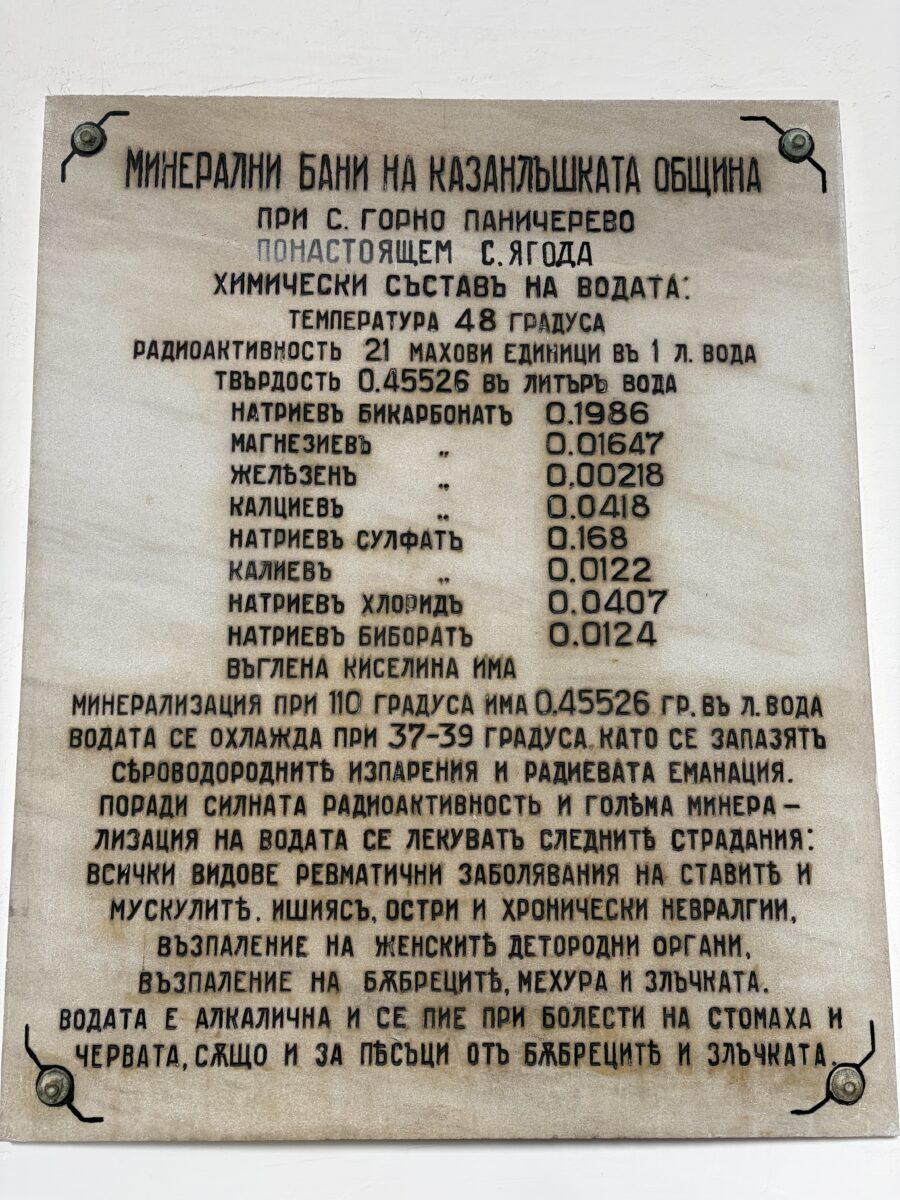 МИНЕРАЛНИ БАНИ НА КАЗАНЛЪШКАТА ОБЩИНА
ПРИ С. ГОРНО ПАНИЧЕРЕВО
ПОНАСТОЯЩЕМ С. ЯГОДА
ХИМИЧЕСКИ СЪСТАВЪ НА ВОДАТА:
ТЕМПЕРАТУРА 48 ГРАДУСА
РАДИОАКТИВНОСТЬ 21 МАХОВИ ЕДИНИЦИ ВЪ 1 Л. ВОДА
ТВЪРДОСТЬ 0.45526 ВЪ ЛИТЪРЪ ВОДА
НАТРИЕВЪ БИКАРБОНАТЪ 0.1986
МАГНЕЗИЕВЪ „ 0.01647
ЖЕЛѢЗЕНЪ „ 0.00218
КАЛЦИЕВЪ „ 0.0418
НАТРИЕВЪ СУЛФАТЪ 0.168
КАЛИЕВЪ „ 0.0122
НАТРИЕВЪ ХЛОРИДЪ 0.0407
НАТРИЕВЪ БИБОРАТЪ 0.0124
ВЪГЛЕНА КИСЕЛИНА ИМА
МИНЕРАЛИЗАЦИЯ ПРИ 110 ГРАДУСА ИМА 0.45526 ГР. ВЪ Л. ВОДА
ВОДАТА СЕ ОХЛАЖДА ПРИ 37-39 ГРАДУСА КАТО СЕ ЗАПАЗЯТЪ
СѢРОВОДОРОДНИТѢ ИЗПАРЕНИЯ И РАДИЕВАТА ЕМАНАЦИЯ.
ПОРАДИ СИЛНАТА РАДИОАКТИВНОСТЬ И ГОЛѢМА МИНЕРА-
ЛИЗАЦИЯ НА ВОДАТА СЕ ЛЕКУВАТЪ СЛЕДНИТѢ СТРАДАНИЯ:
ВСИЧКИ ВИДОВЕ РЕВМАТИЧНИ ЗАБОЛЯВАНИЯ НА СТАВИТѢ И
МУСКУЛИТѢ. ИШИЯСЪ, ОСТРИ И ХРОНИЧЕСКИ НЕВРАЛГИИ,
ВЪЗПАЛЕНИЕ НА ЖЕНСКИТѢ ДЕТОРОДНИ ОРГАНИ,
ВЪЗПАЛЕНИЕ НА БѪБРЕЦИТѢ, МЕХУРА И ЗЛЪЧКАТА.
ВОДАТА Е АЛКАЛИЧНА И СЕ ПИЕ ПРИ БОЛЕСТИ НА СТОМАХА И
ЧЕРВАТА, СѪЩО И ЗА ПѢСЪЦИ ОТЪ БѪБРЕЦИТѢ И ЗЛЪЧКАТА.